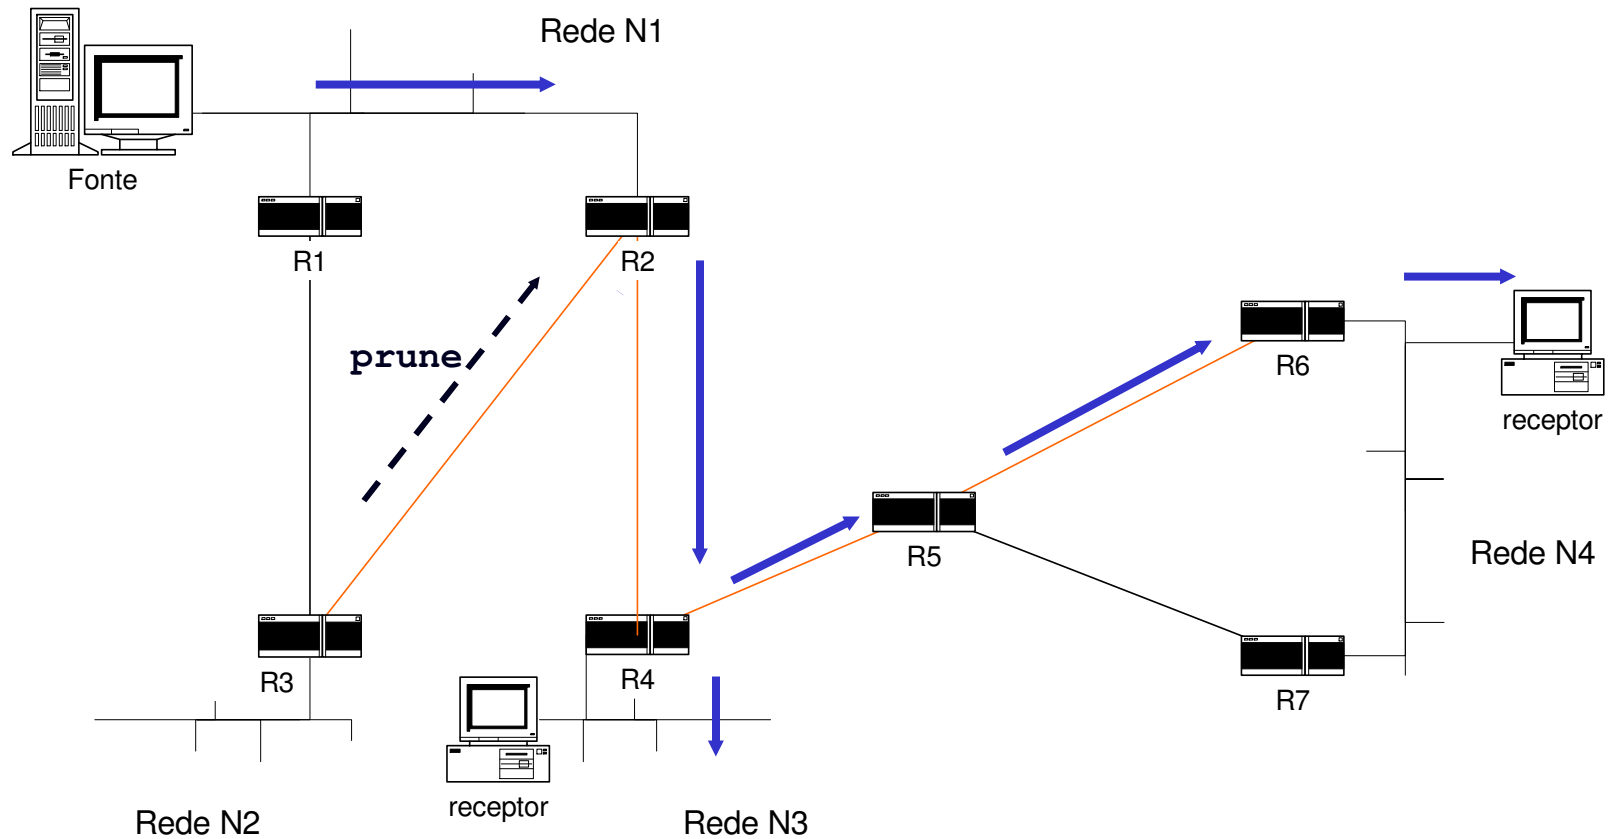 Rede N1
Fonte
R1
R2
prune
R6
receptor
R5
Rede N4
R3
R4
R7
receptor
Rede N2
Rede N3